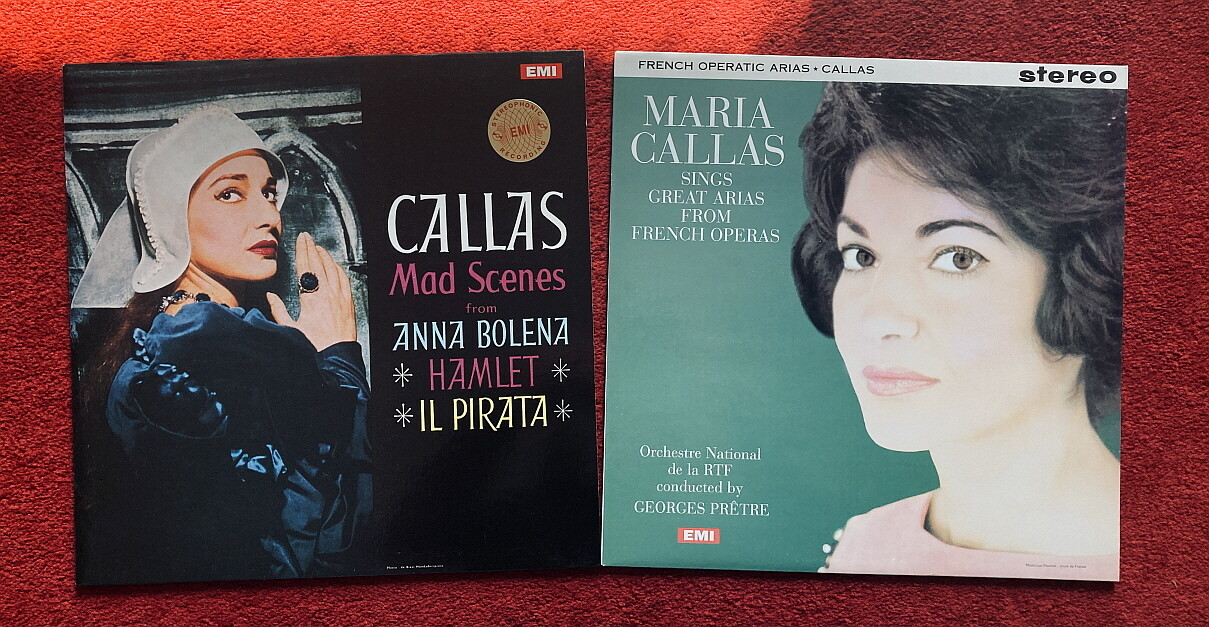 EMI
STEREOPHONIC
EMI
RECORDING
CALLAS
Mad Scenes
from
ANNA BOLENA
* HAMLET *
* IL PIRATA *
FRENCH OPERATIC ARIAS ★ CALLAS
stereo
MARIA
CALLAS
SINGS
GREAT ARIAS
FROM
FRENCH OPERAS
Orchestre National
de la RTF
conducted by
GEORGES PRÊTRE
EMI